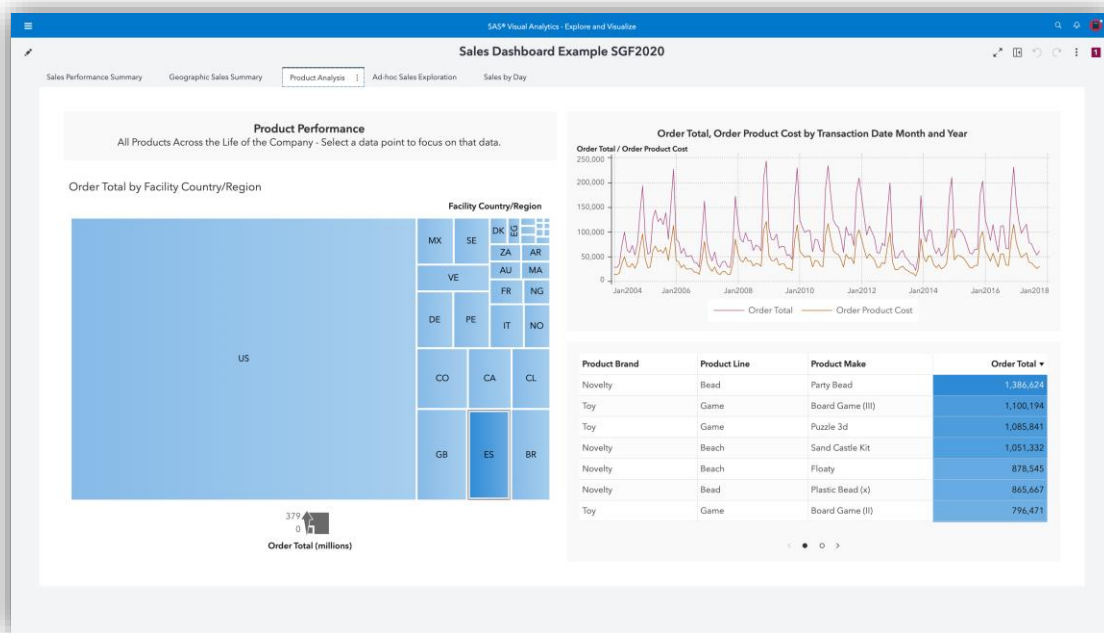 SAS® Visual Analytics - Explore and Visualize
Sales Dashboard Example SGF2020
1
Sales Performance Summary
Geographic Sales Summary
Product Analysis
Ad-hoc Sales Exploration
Sales by Day
Product Performance
All Products Across the Life of the Company - Select a data point to focus on that data.
Order Total by Facility Country/Region
Facility Country/Region
US
MX
SE
DK
EG
ZA
AR
VE
AU
MA
FR
NG
DE
PE
IT
NO
CO
CA
CL
GB
ES
BR
379
0
Order Total (millions)
Order Total, Order Product Cost by Transaction Date Month and Year
Order Total / Order Product Cost
250,000
200,000
150,000
100,000
50,000
0
Jan2004 Jan2006 Jan2008 Jan2010 Jan2012 Jan2014 Jan2016 Jan2018
Order Total Order Product Cost
Product Brand Product Line Product Make Order Total
Novelty Bead Party Bead 1,386,624
Toy Game Board Game (III) 1,100,194
Toy Game Puzzle 3d 1,085,841
Novelty Beach Sand Castle Kit 1,051,332
Novelty Beach Floaty 878,545
Novelty Bead Plastic Bead (x) 865,667
Toy Game Board Game (II) 796,471